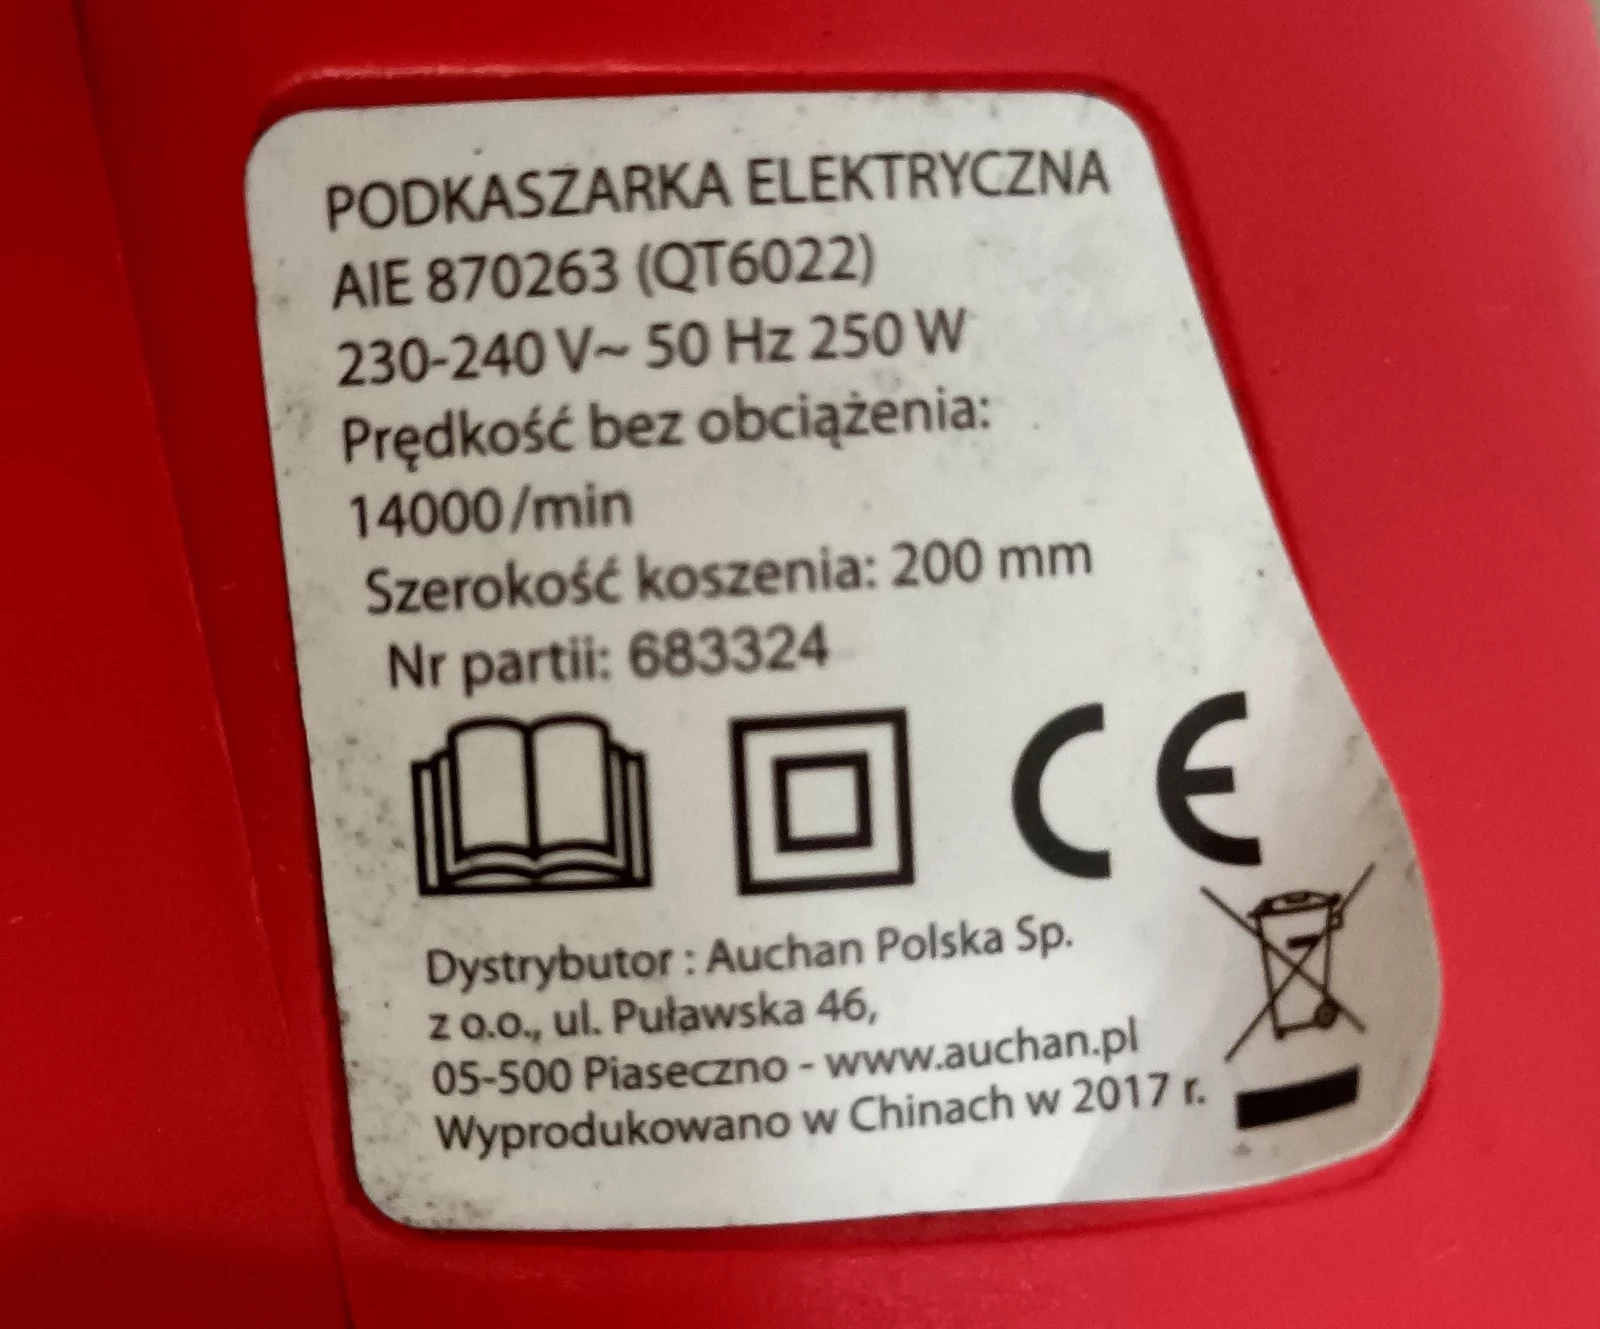 PODKASZARKA ELEKTRYCZNA
AIE 870263 (QT6022)
230-240 V~ 50 Hz 250 W
Prędkość bez obciążenia:
14000/min
Szerokość koszenia: 200 mm
Nr partii: 683324
CE
Dystrybutor : Auchan Polska Sp.
z o.o., ul. Puławska 46,
05-500 Piaseczno - www.auchan.pl
Wyprodukowano w Chinach w 2017 r.